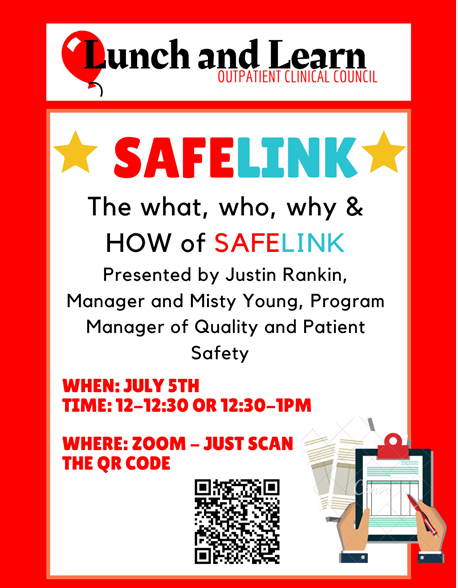 Lunch and Learn
OUTPATIENT CLINICAL COUNCIL
SAFELINK
The what, who, why &
HOW of SAFELINK
Presented by Justin Rankin,
Manager and Misty Young, Program
Manager of Quality and Patient
Safety
WHEN: JULY 5TH
TIME: 12-12:30 OR 12:30-1PM
WHERE: ZOOM - JUST SCAN
THE QR CODE